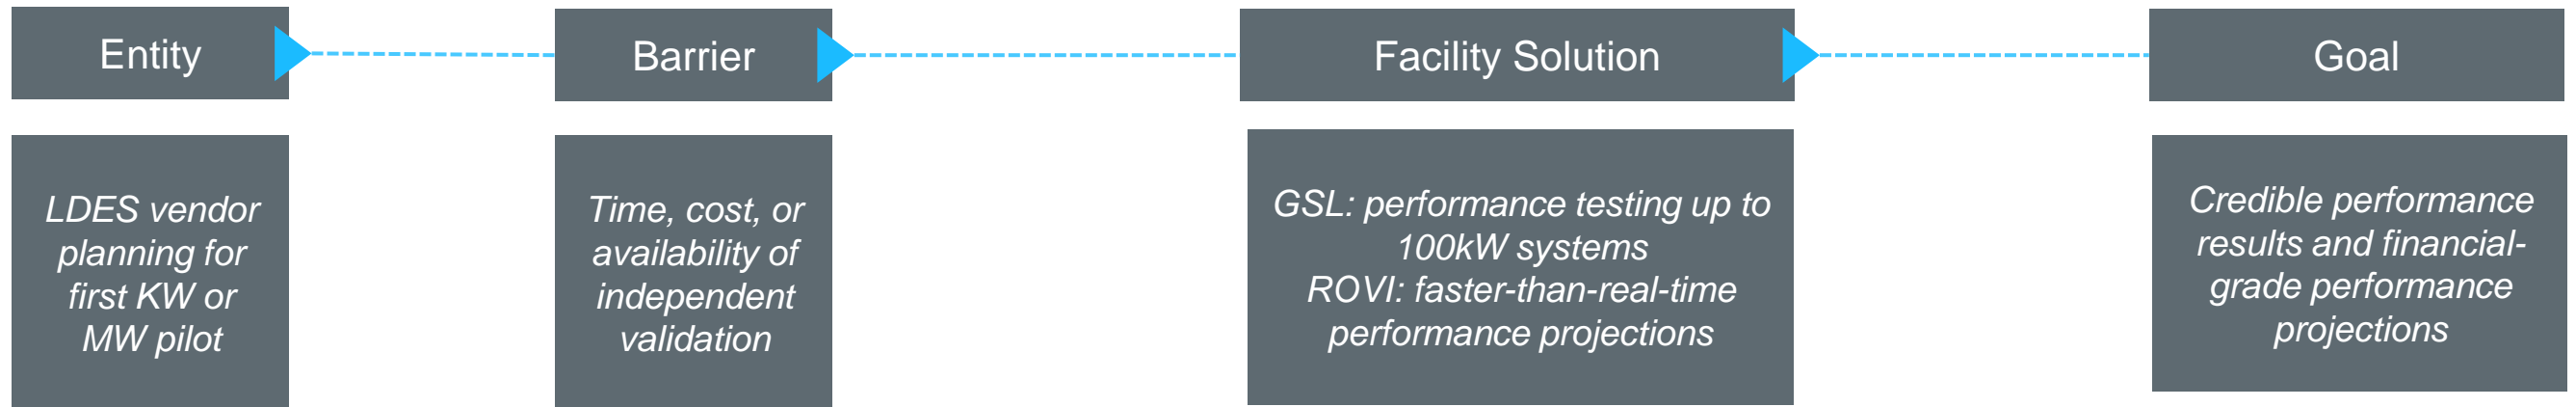 Entity
Barrier
Facility Solution
Goal
LDES vendor
planning for
first KW or
MW pilot
Time, cost, or
availability of
independent
validation
GSL: performance testing up to
100kW systems
ROVI: faster-than-real-time
performance projections
Credible performance
results and financial-
grade performance
projections